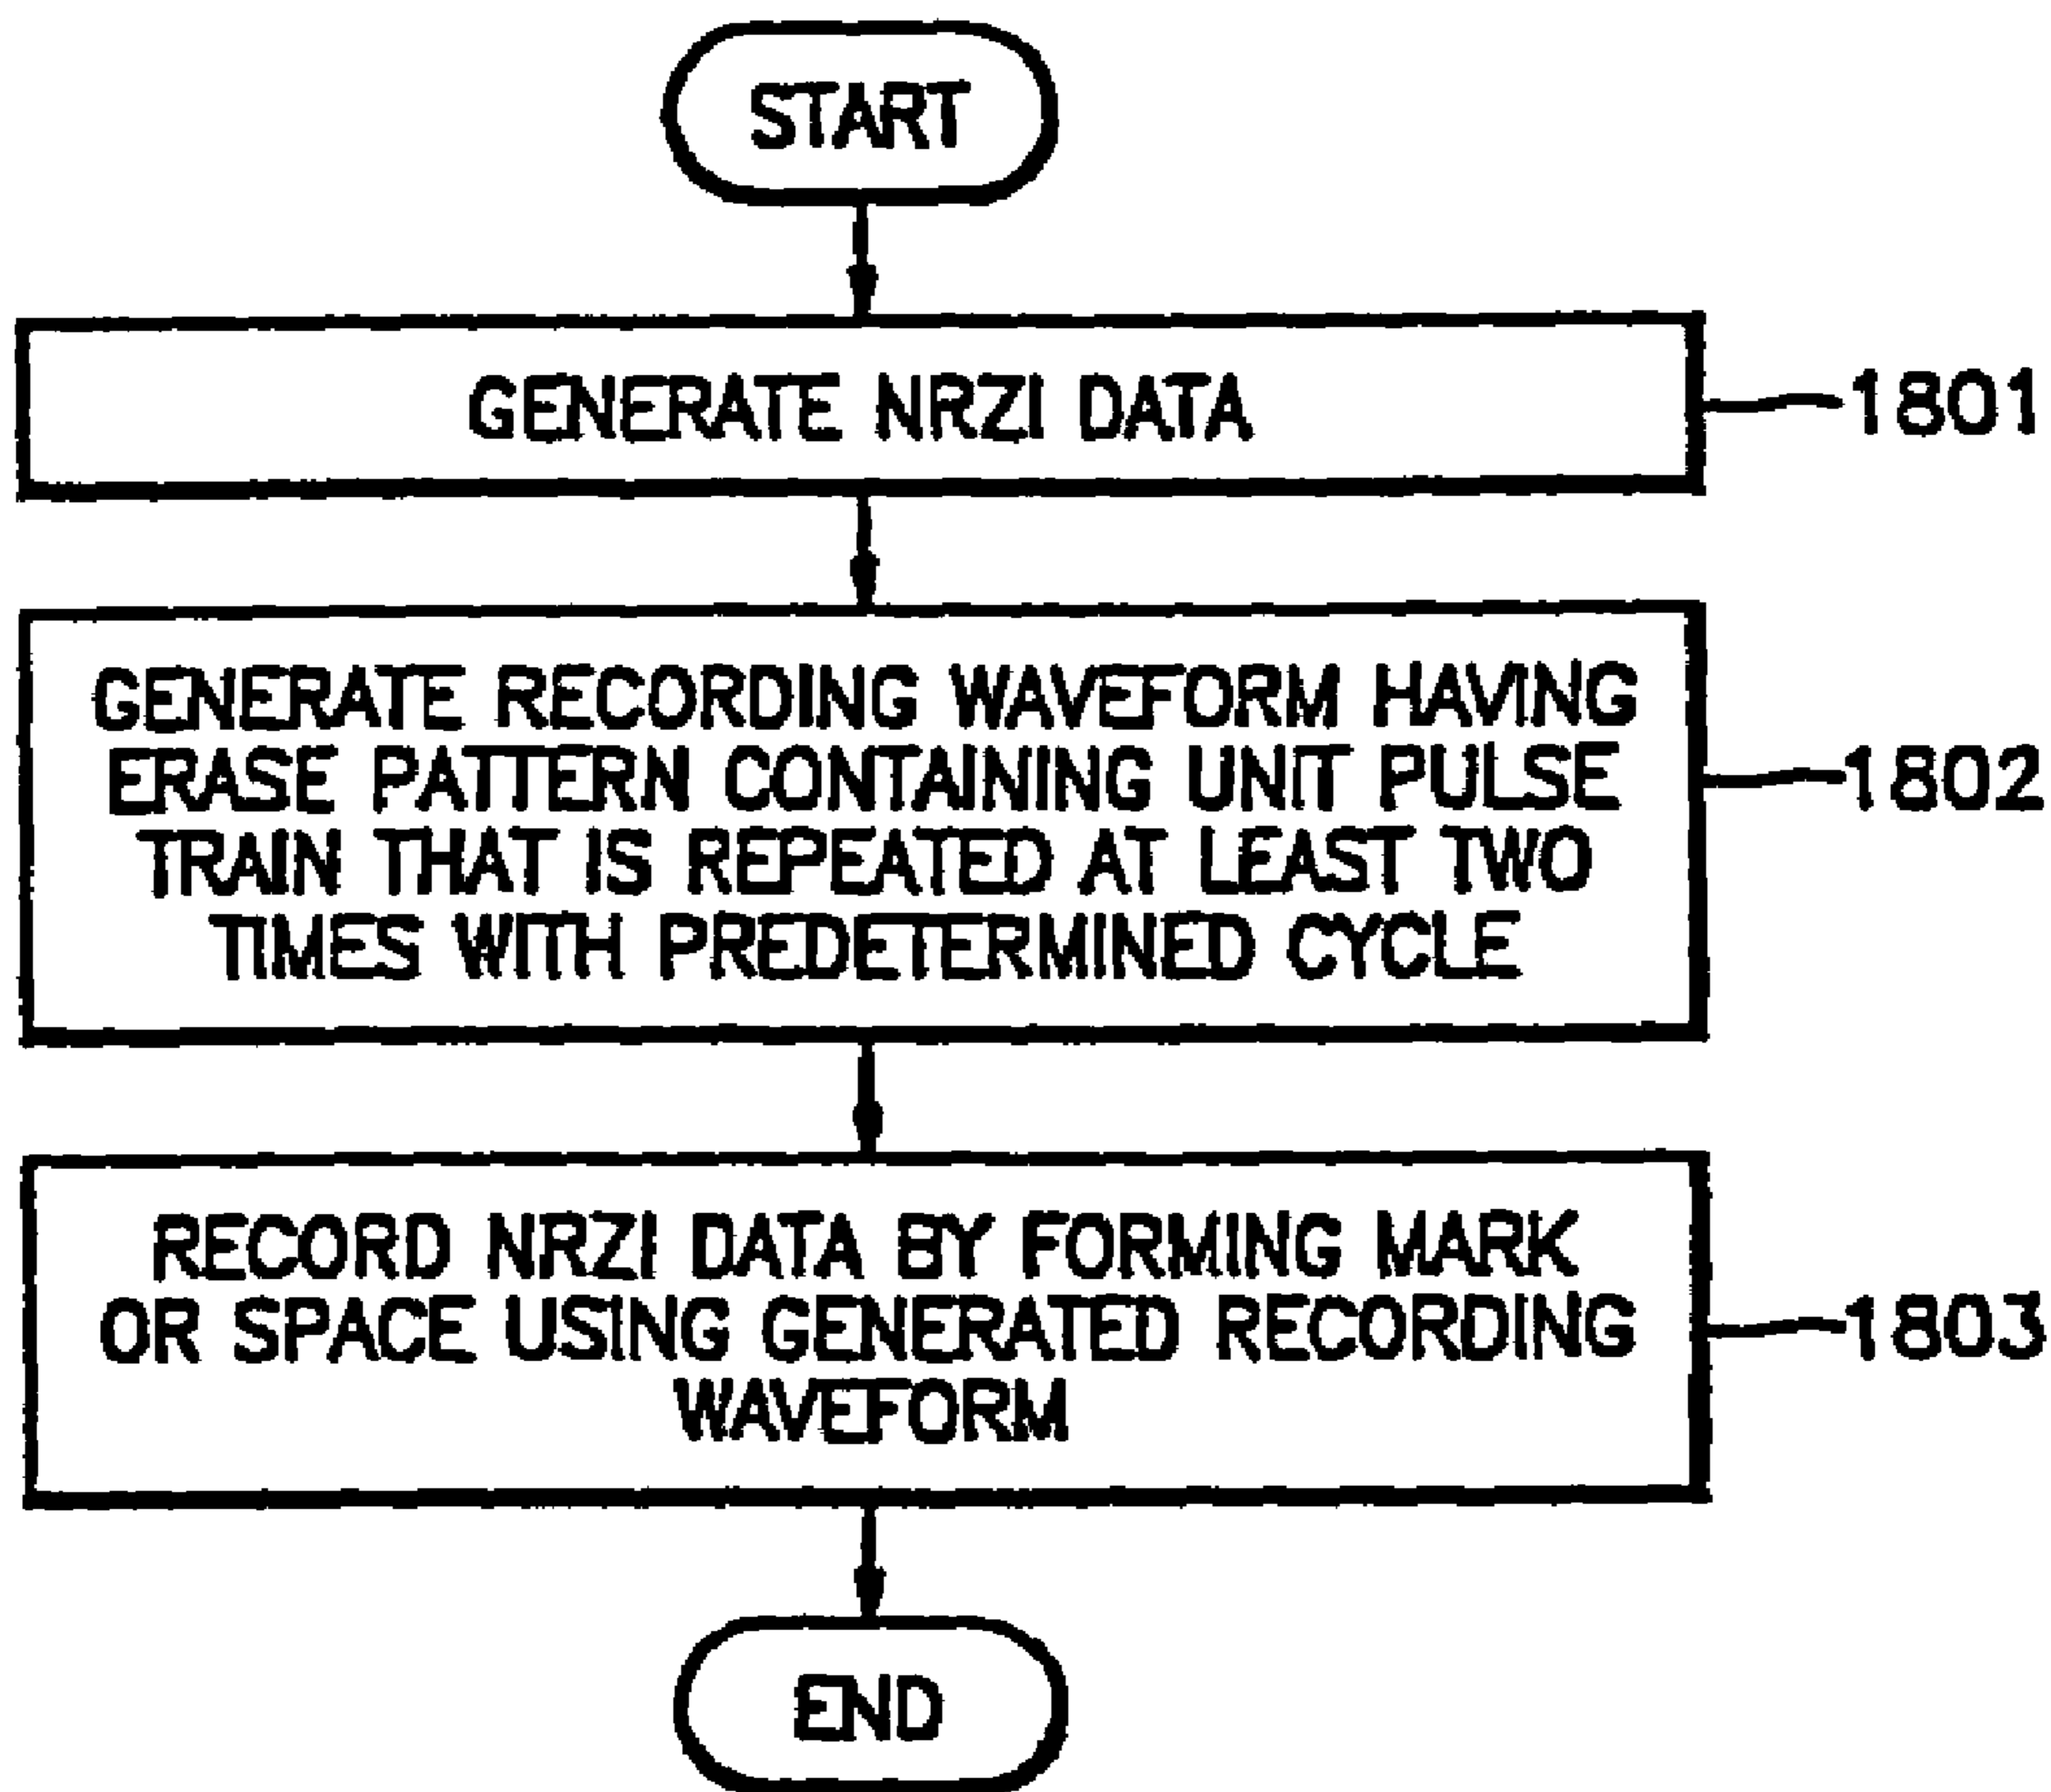 START
GENERATE NRZI DATA
1801
GENERATE RECORDING WAVEFORM HAVING
ERASE PATTERN CONTAINING UNIT PULSE
TRAIN THAT IS REPEATED AT LEAST TWO
TIMES WITH PREDETERMINED CYCLE
1802
RECORD NRZI DATA BY FORMING MARK
OR SPACE USING GENERATED RECORDING
WAVEFORM
1803
END